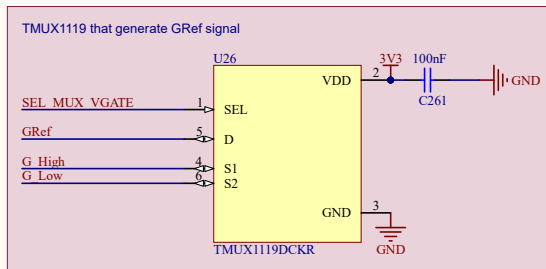 TMUX1119 that generate GRef signal
U26
3V3
100nF
VDD
2
GND
C261
SEL_MUX_VGATE
1
SEL
GRef
5
D
G_High
4
S1
G_Low
6
S2
GND
3
GND
TMUX1119DCKR